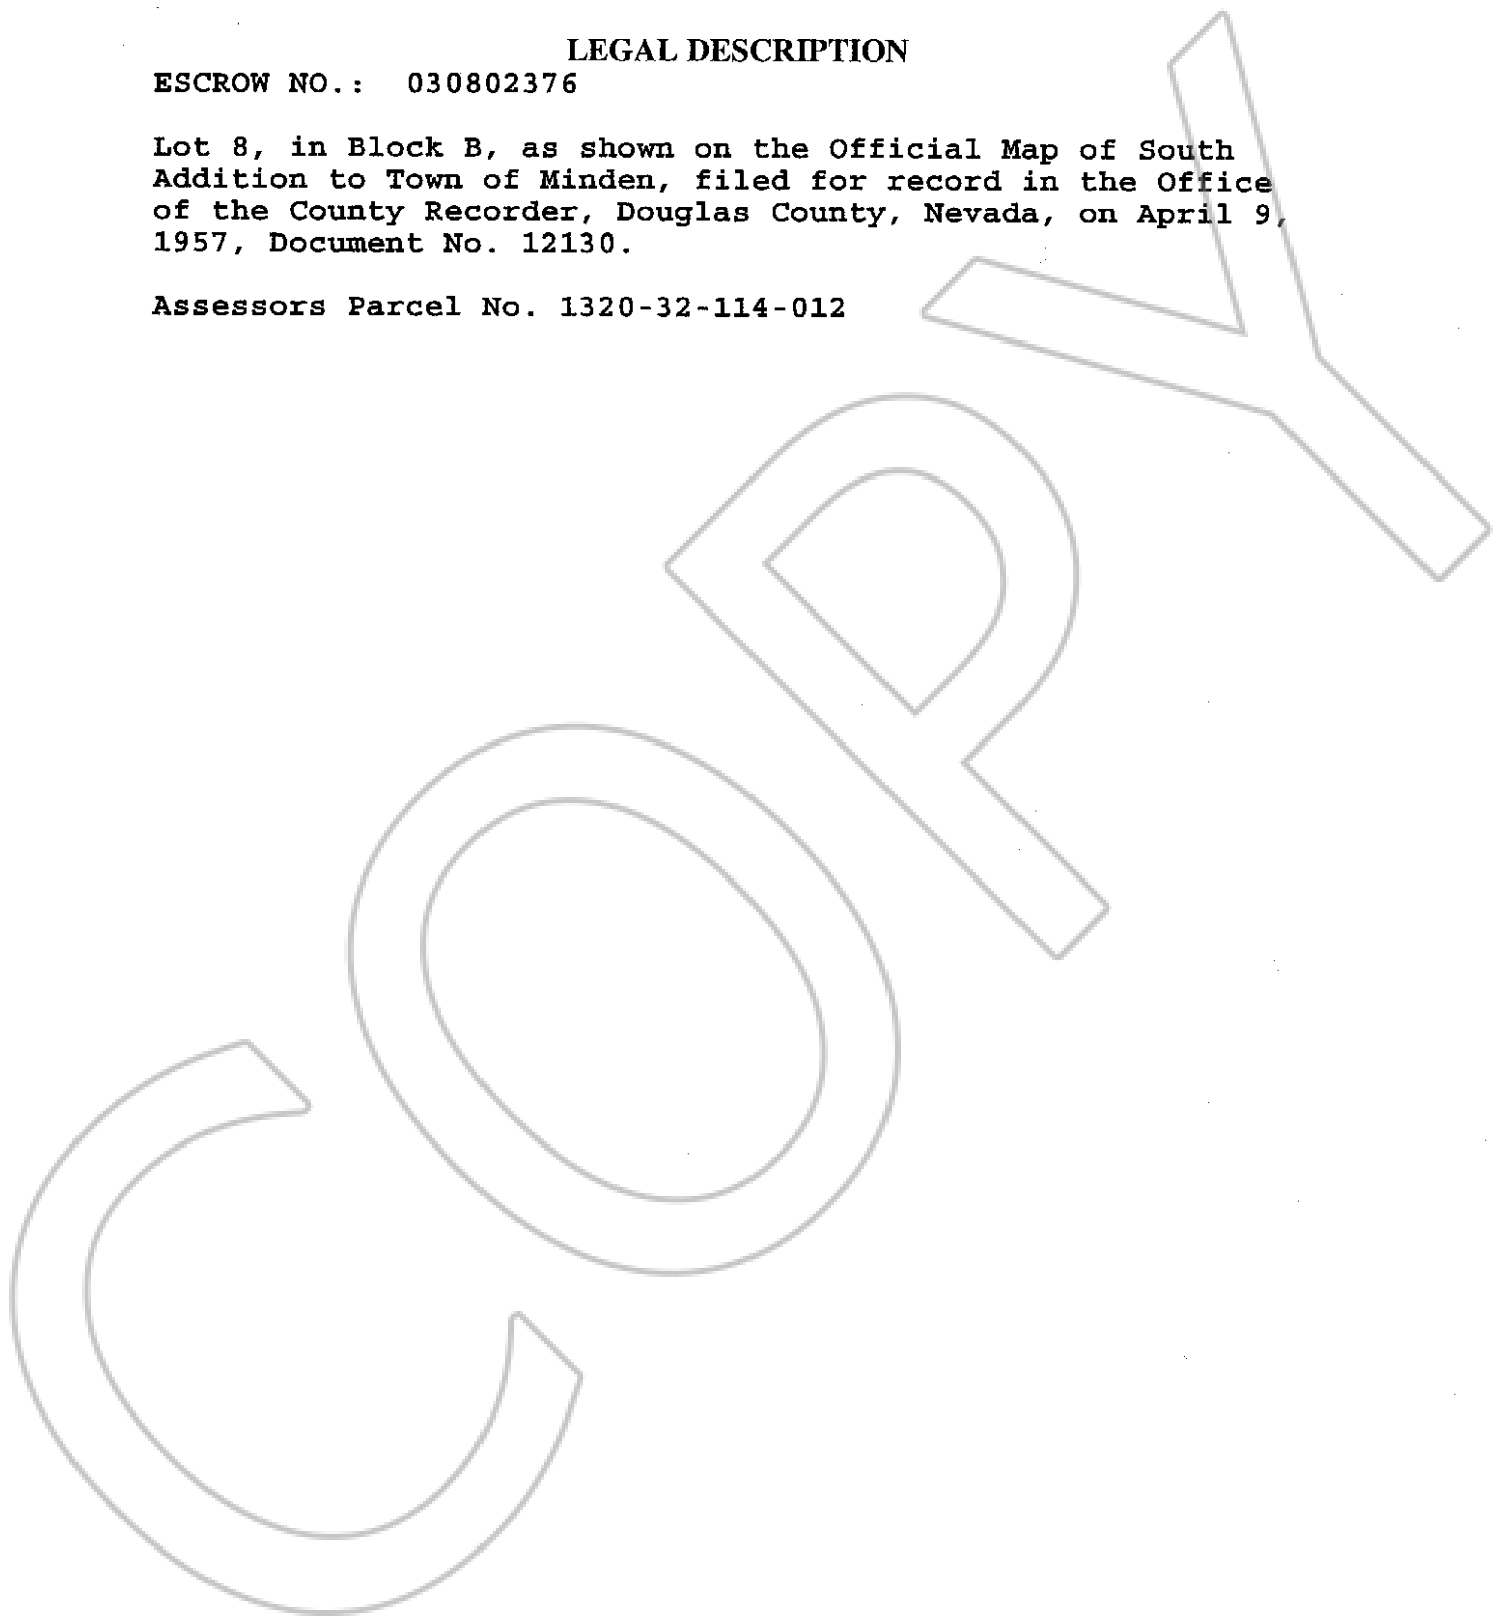 LEGAL DESCRIPTION
ESCROW NO.: 030802376
Lot 8, in Block B, as shown on the Official Map of South
Addition to Town of Minden, filed for record in the Office
of the County Recorder, Douglas County, Nevada, on April 9,
1957, Document No. 12130.
Assessors Parcel No. 1320-32-114-012
COPY